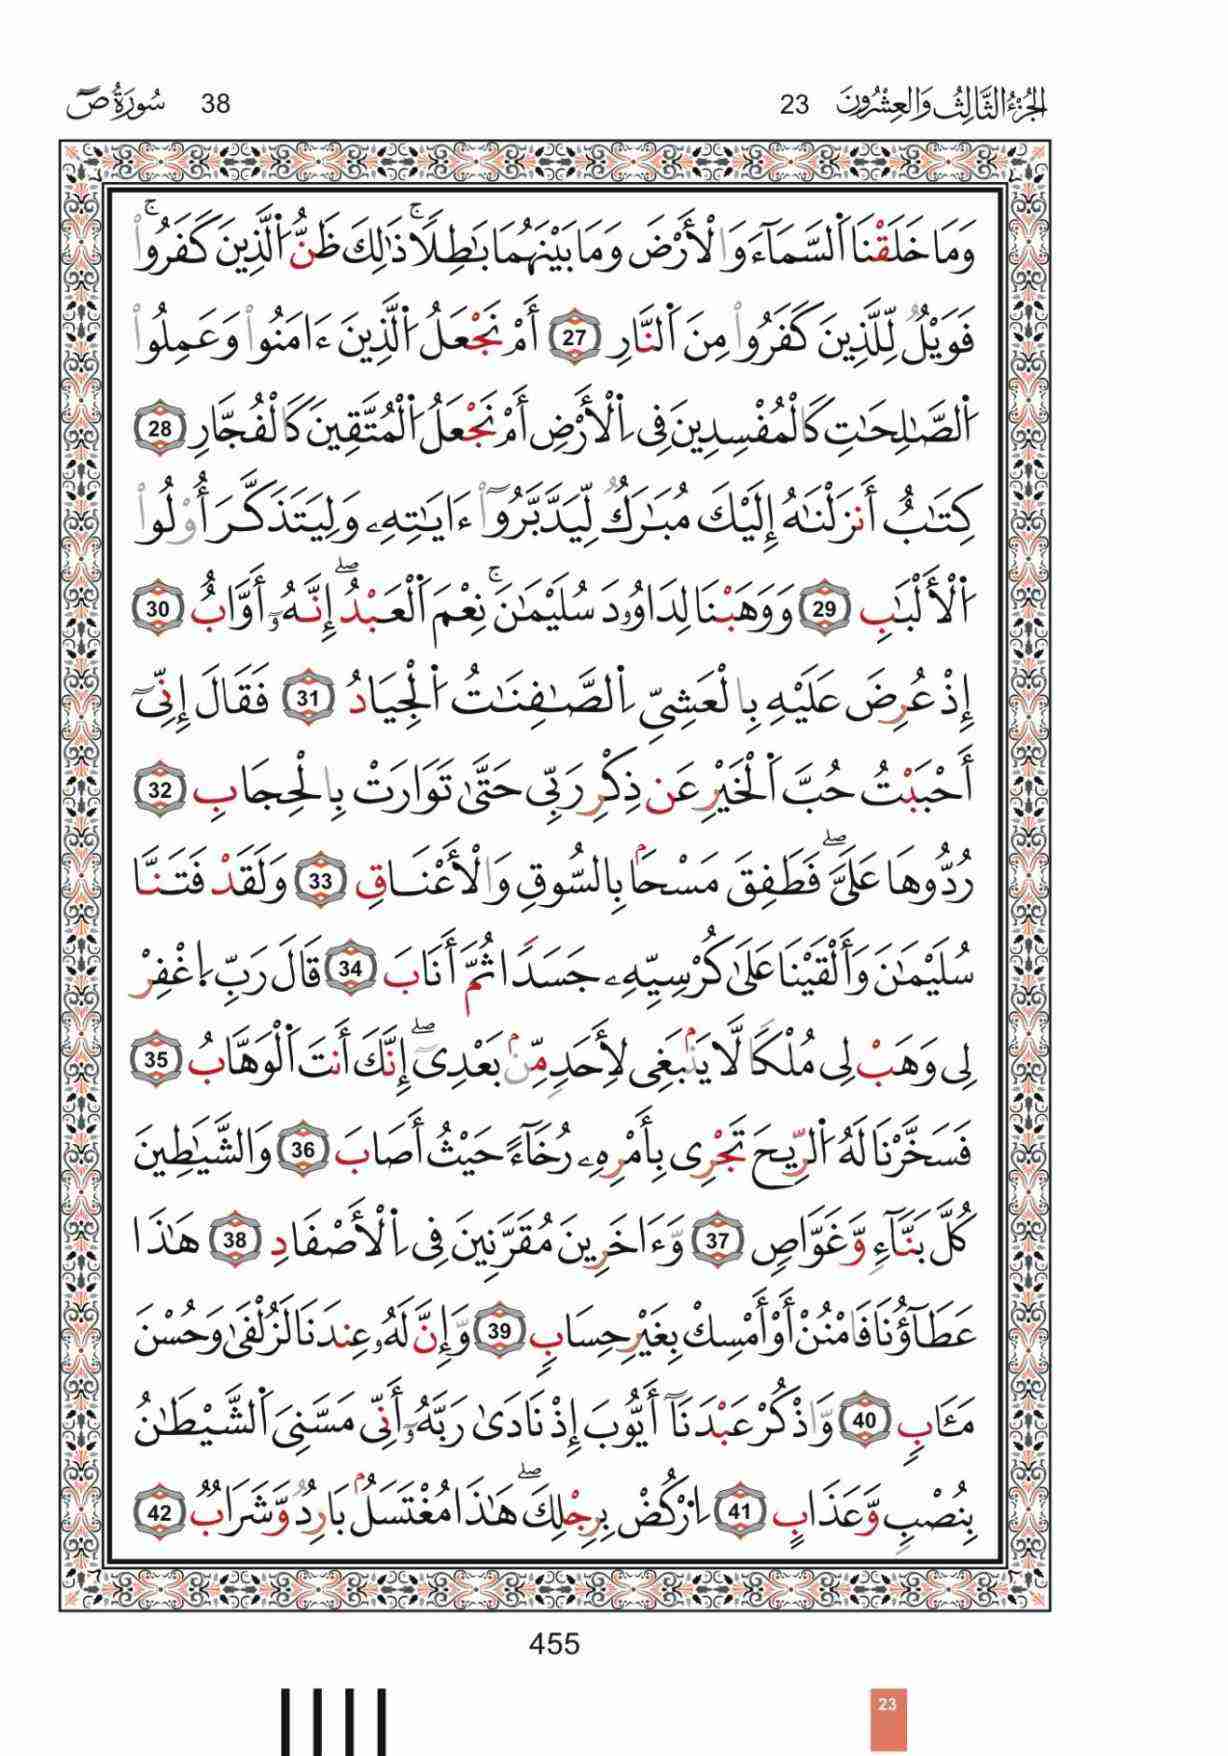 الجُزْءُ الثَّالِثُ وَالعِشْرُونَ 23 38 سُورَةُ صٓ
وَمَا خَلَقْنَا ٱلسَّمَآءَ وَٱلْأَرْضَ وَمَا بَيْنَهُمَا بَٰطِلًا ۚ ذَٰلِكَ ظَنُّ ٱلَّذِينَ كَفَرُوا۟ ۚ
فَوَيْلٌ لِّلَّذِينَ كَفَرُوا۟ مِنَ ٱلنَّارِ 27 أَمْ نَجْعَلُ ٱلَّذِينَ ءَامَنُوا۟ وَعَمِلُوا۟
ٱلصَّٰلِحَٰتِ كَٱلْمُفْسِدِينَ فِى ٱلْأَرْضِ أَمْ نَجْعَلُ ٱلْمُتَّقِينَ كَٱلْفُجَّارِ 28
كِتَٰبٌ أَنزَلْنَٰهُ إِلَيْكَ مُبَٰرَكٌ لِّيَدَّبَّرُوٓا۟ ءَايَٰتِهِۦ وَلِيَتَذَكَّرَ أُو۟لُوا۟
ٱلْأَلْبَٰبِ 29 وَوَهَبْنَا لِدَاوُۥدَ سُلَيْمَٰنَ ۚ نِعْمَ ٱلْعَبْدُ ۖ إِنَّهُۥٓ أَوَّابٌ 30
إِذْ عُرِضَ عَلَيْهِ بِٱلْعَشِىِّ ٱلصَّٰفِنَٰتُ ٱلْجِيَادُ 31 فَقَالَ إِنِّىٓ
أَحْبَبْتُ حُبَّ ٱلْخَيْرِ عَن ذِكْرِ رَبِّى حَتَّىٰ تَوَارَتْ بِٱلْحِجَابِ 32
رُدُّوهَا عَلَىَّ ۖ فَطَفِقَ مَسْحًۢا بِٱلسُّوقِ وَٱلْأَعْنَاقِ 33 وَلَقَدْ فَتَنَّا
سُلَيْمَٰنَ وَأَلْقَيْنَا عَلَىٰ كُرْسِيِّهِۦ جَسَدًا ثُمَّ أَنَابَ 34 قَالَ رَبِّ ٱغْفِرْ
لِى وَهَبْ لِى مُلْكًا لَّا يَنۢبَغِى لِأَحَدٍ مِّنۢ بَعْدِىٓ ۖ إِنَّكَ أَنتَ ٱلْوَهَّابُ 35
فَسَخَّرْنَا لَهُ ٱلرِّيحَ تَجْرِى بِأَمْرِهِۦ رُخَآءً حَيْثُ أَصَابَ 36 وَٱلشَّيَٰطِينَ
كُلَّ بَنَّآءٍ وَغَوَّاصٍ 37 وَءَاخَرِينَ مُقَرَّنِينَ فِى ٱلْأَصْفَادِ 38 هَٰذَا
عَطَآؤُنَا فَٱمْنُنْ أَوْ أَمْسِكْ بِغَيْرِ حِسَابٍ 39 وَإِنَّ لَهُۥ عِندَنَا لَزُلْفَىٰ وَحُسْنَ
مَـَٔابٍ 40 وَٱذْكُرْ عَبْدَنَآ أَيُّوبَ إِذْ نَادَىٰ رَبَّهُۥٓ أَنِّى مَسَّنِىَ ٱلشَّيْطَٰنُ
بِنُصْبٍ وَعَذَابٍ 41 ٱرْكُضْ بِرِجْلِكَ ۖ هَٰذَا مُغْتَسَلٌۢ بَارِدٌ وَشَرَابٌ 42
455
23